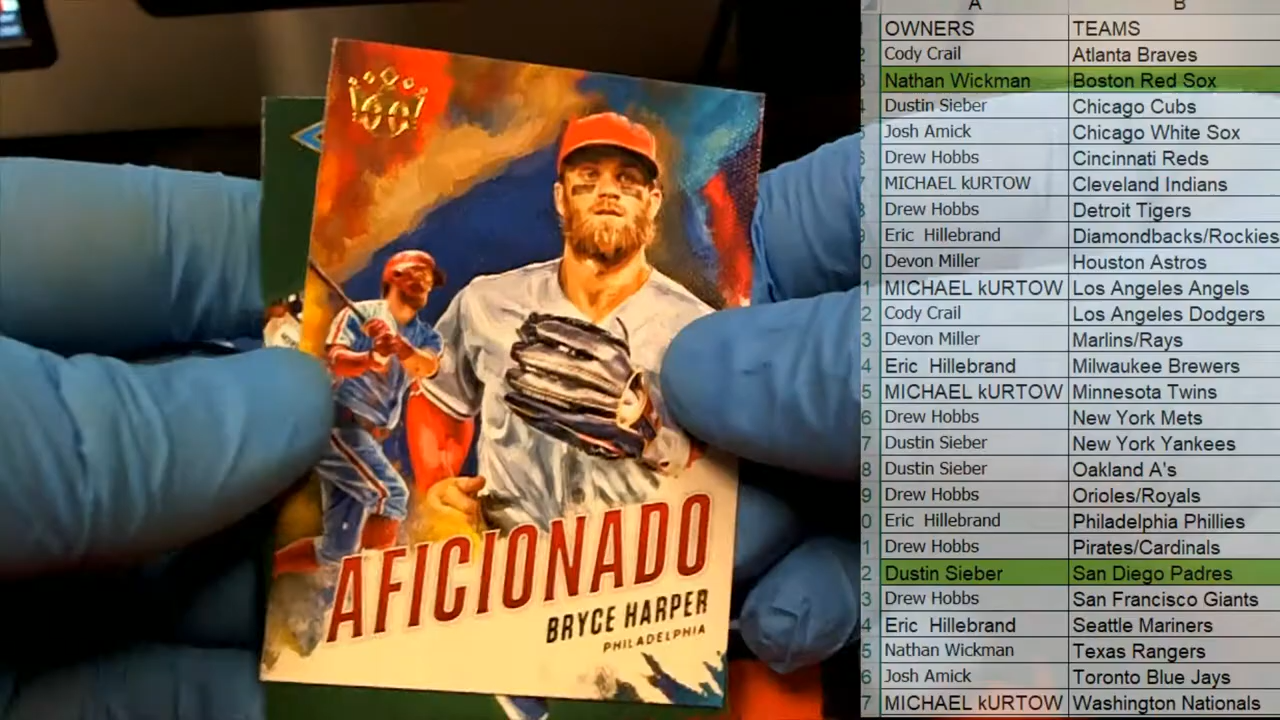 AFICIONADO
BRYCE HARPER
PHILADELPHIA
A B
OWNERS TEAMS
Cody Crail Atlanta Braves
Nathan Wickman Boston Red Sox
Dustin Sieber Chicago Cubs
Josh Amick Chicago White Sox
Drew Hobbs Cincinnati Reds
MICHAEL kURTOW Cleveland Indians
Drew Hobbs Detroit Tigers
Eric Hillebrand Diamondbacks/Rockies
Devon Miller Houston Astros
MICHAEL kURTOW Los Angeles Angels
Cody Crail Los Angeles Dodgers
Devon Miller Marlins/Rays
Eric Hillebrand Milwaukee Brewers
MICHAEL kURTOW Minnesota Twins
Drew Hobbs New York Mets
Dustin Sieber New York Yankees
Dustin Sieber Oakland A's
Drew Hobbs Orioles/Royals
Eric Hillebrand Philadelphia Phillies
Drew Hobbs Pirates/Cardinals
Dustin Sieber San Diego Padres
Drew Hobbs San Francisco Giants
Eric Hillebrand Seattle Mariners
Nathan Wickman Texas Rangers
Josh Amick Toronto Blue Jays
MICHAEL kURTOW Washington Nationals